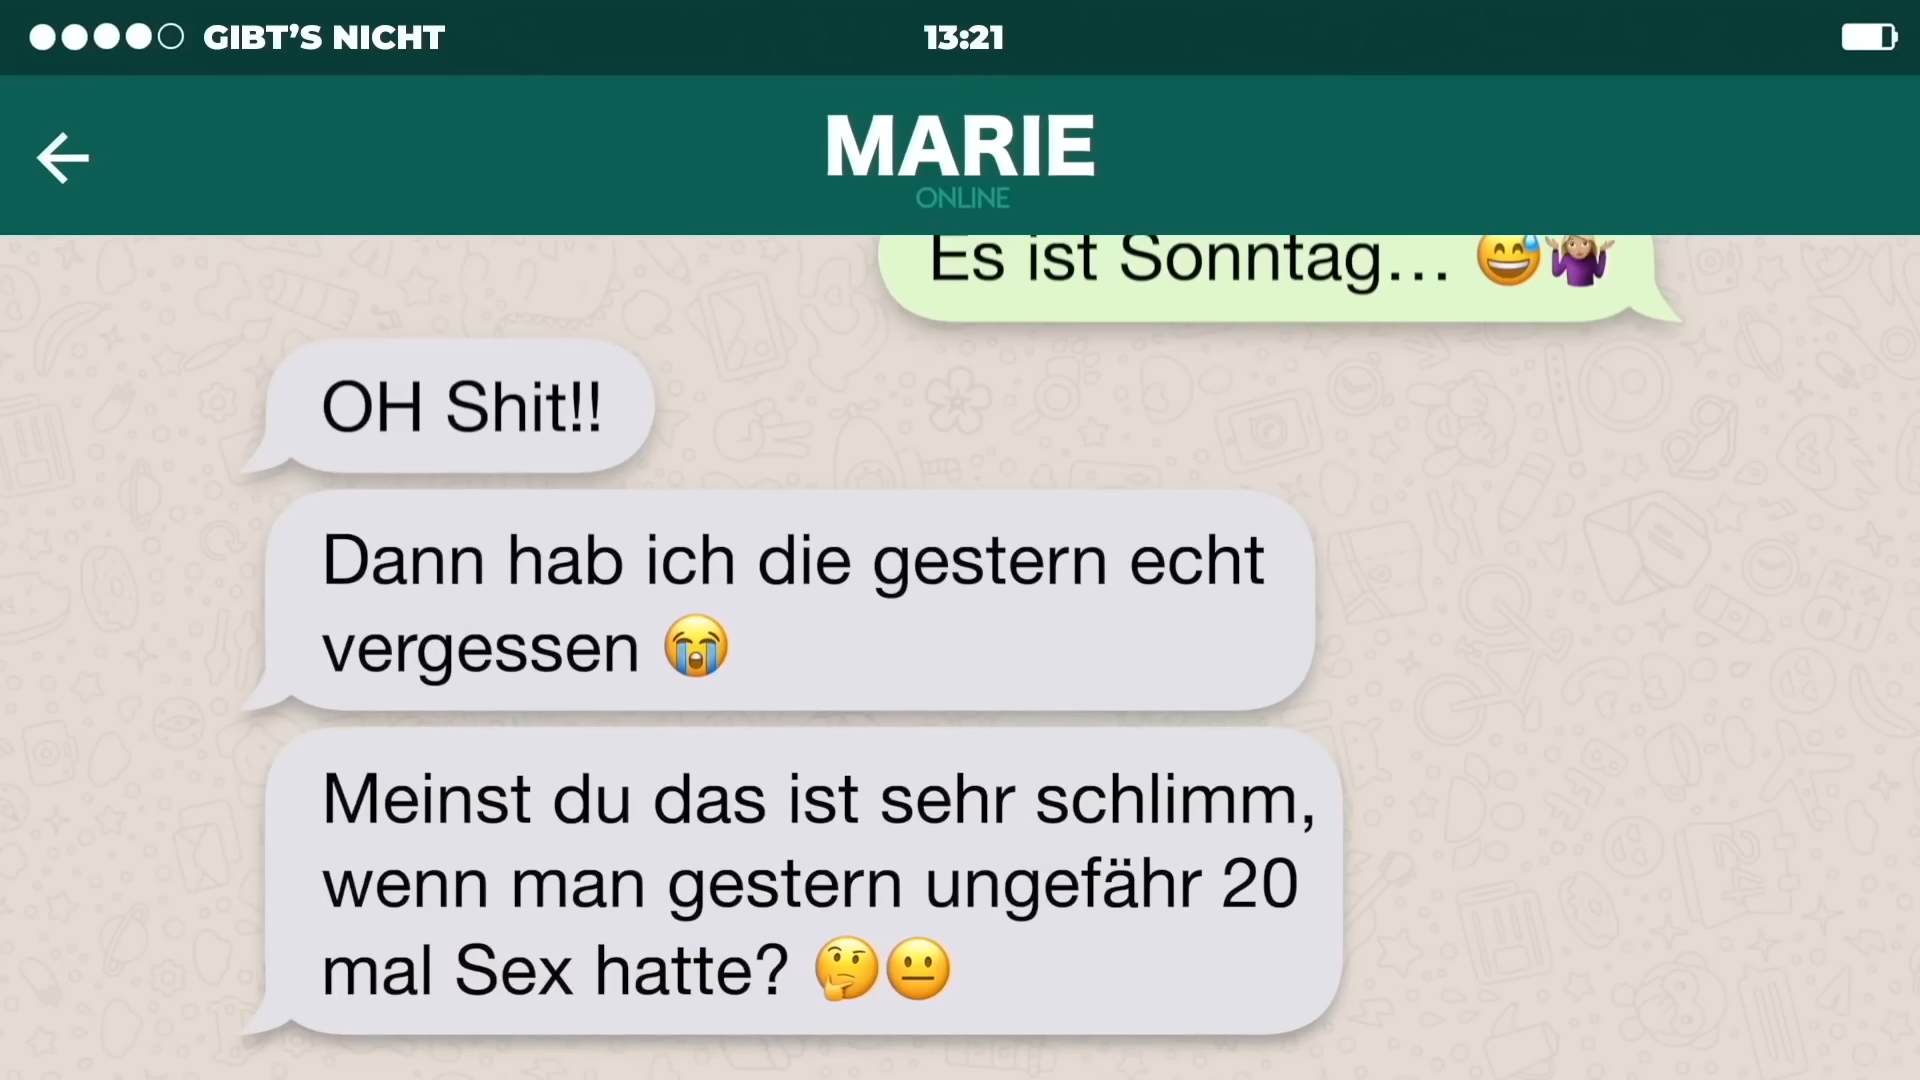 GIBT'S NICHT
13:21
MARIE
ONLINE
Es ist Sonntag... 😅🤷🏼‍♀️
OH Shit!!
Dann hab ich die gestern echt
vergessen 😭
Meinst du das ist sehr schlimm,
wenn man gestern ungefähr 20
mal Sex hatte? 🤔😐